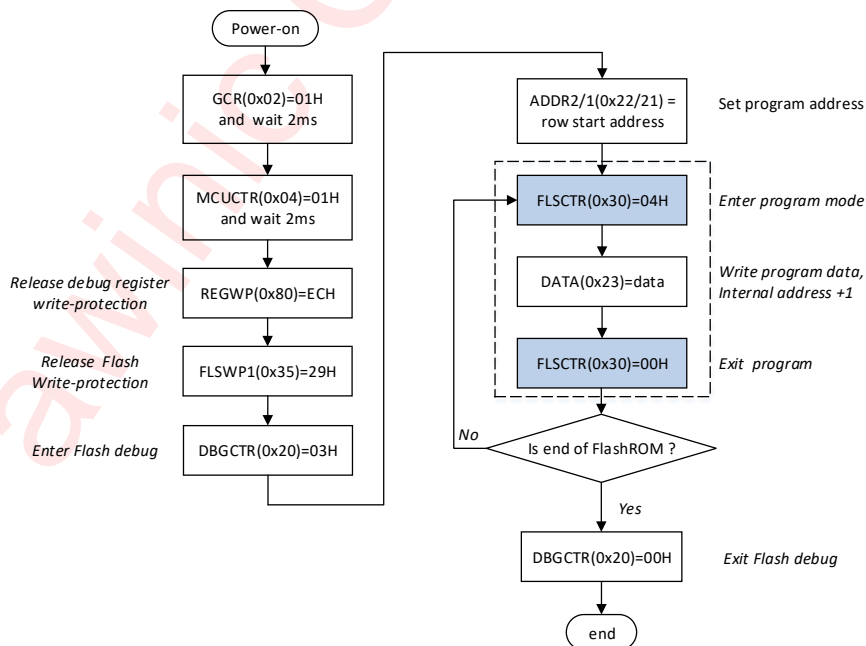 Power-on
GCR(0x02)=01H
and wait 2ms
MCUCTR(0x04)=01H
and wait 2ms
Release debug register
write-protection
REGWP(0x80)=ECH
Release Flash
Write-protection
FLSWP1(0x35)=29H
Enter Flash debug
DBGCTR(0x20)=03H
ADDR2/1(0x22/21) =
row start address
Set program address
FLSCTR(0x30)=04H
Enter program mode
DATA(0x23)=data
Write program data,
Internal address +1
FLSCTR(0x30)=00H
Exit program
No
Is end of FlashROM ?
Yes
DBGCTR(0x20)=00H
Exit Flash debug
end
awinic